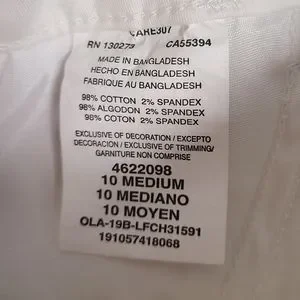 CARE307
RN 130273 CA55394
MADE IN BANGLADESH
HECHO EN BANGLADESH
FABRIQUE AU BANGLADESH
98% COTTON 2% SPANDEX
98% ALGODON 2% SPANDEX
98% COTON 2% SPANDEX
EXCLUSIVE OF DECORATION / EXCEPTO
DECORACION / EXCLUSIVE OF TRIMMING/
GARNITURE NON COMPRISE
4622098
10 MEDIUM
10 MEDIANO
10 MOYEN
OLA-19B-LFCH31591
191057418068